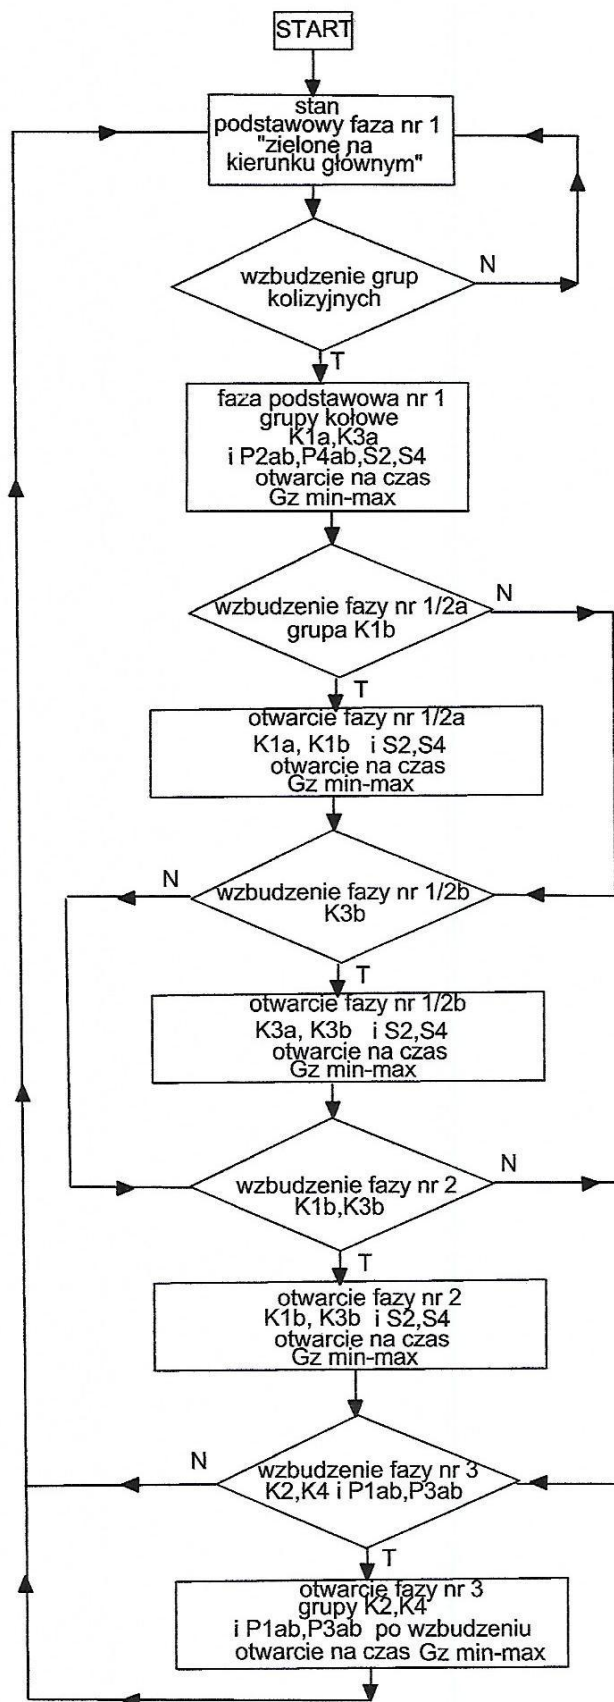 START
stan
podstawowy faza nr 1
"zielone na
kierunku głównym"
wzbudzenie grup
kolizyjnych
N
T
faza podstawowa nr 1
grupy kołowe
K1a,K3a
i P2ab,P4ab,S2,S4
otwarcie na czas
Gz min-max
wzbudzenie fazy nr 1/2a
grupa K1b
N
T
otwarcie fazy nr 1/2a
K1a, K1b i S2,S4
otwarcie na czas
Gz min-max
N
wzbudzenie fazy nr 1/2b
K3b
T
otwarcie fazy nr 1/2b
K3a, K3b i S2,S4
otwarcie na czas
Gz min-max
wzbudzenie fazy nr 2
K1b,K3b
N
T
otwarcie fazy nr 2
K1b, K3b i S2,S4
otwarcie na czas
Gz min-max
N
wzbudzenie fazy nr 3
K2,K4 i P1ab,P3ab
T
otwarcie fazy nr 3
grupy K2,K4
i P1ab,P3ab po wzbudzeniu
otwarcie na czas Gz min-max